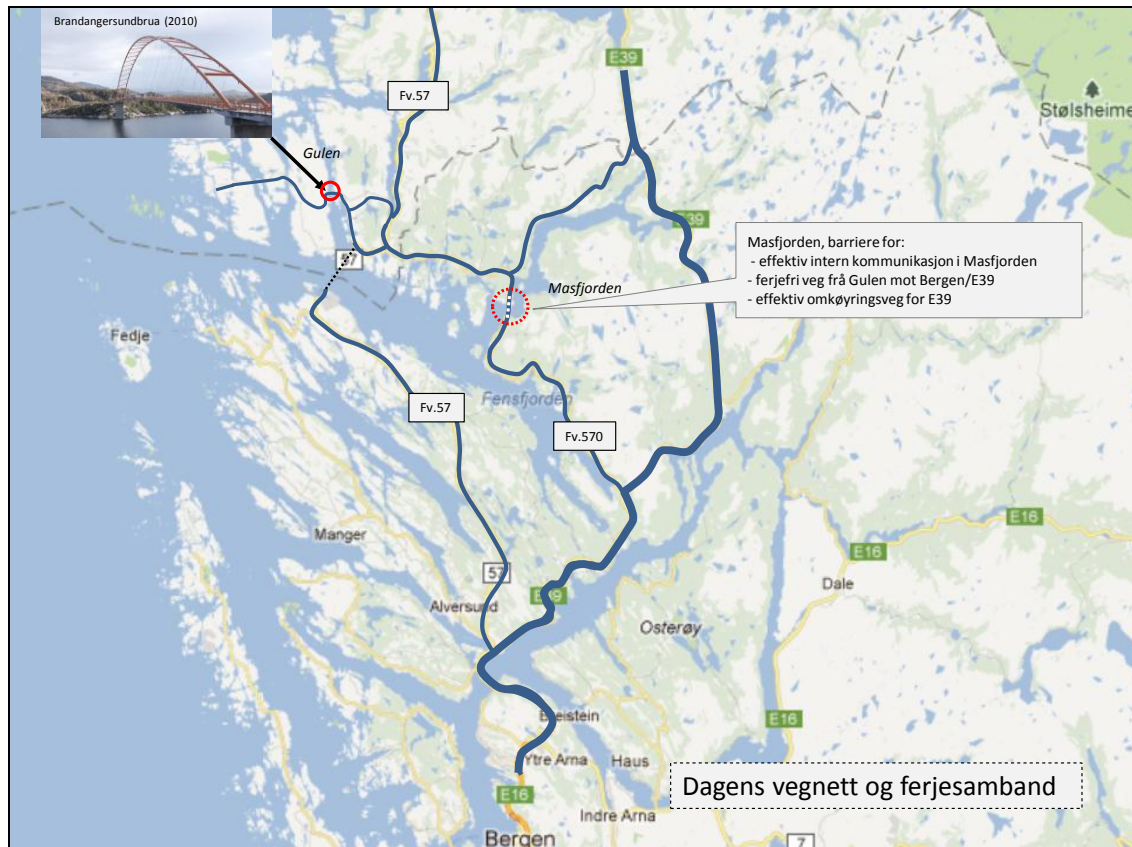 Brandangersundbrua (2010)
E39
Fv.57
Stølsheime
Gulen
E39
Masfjorden, barriere for:
- effektiv intern kommunikasjon i Masfjorden
- ferjefri veg frå Gulen mot Bergen/E39
- effektiv omkøyringsveg for E39
57
Masfjorden
Fedje
Fensfjorden
Fv.57
Fv.570
Manger
E16
E16
57
Dale
Alversund
E39
Osterøy
Breistein
E16
Ytre Arna
Haus
Dagens vegnett og ferjesamband
E16
Indre Arna
Bergen
7